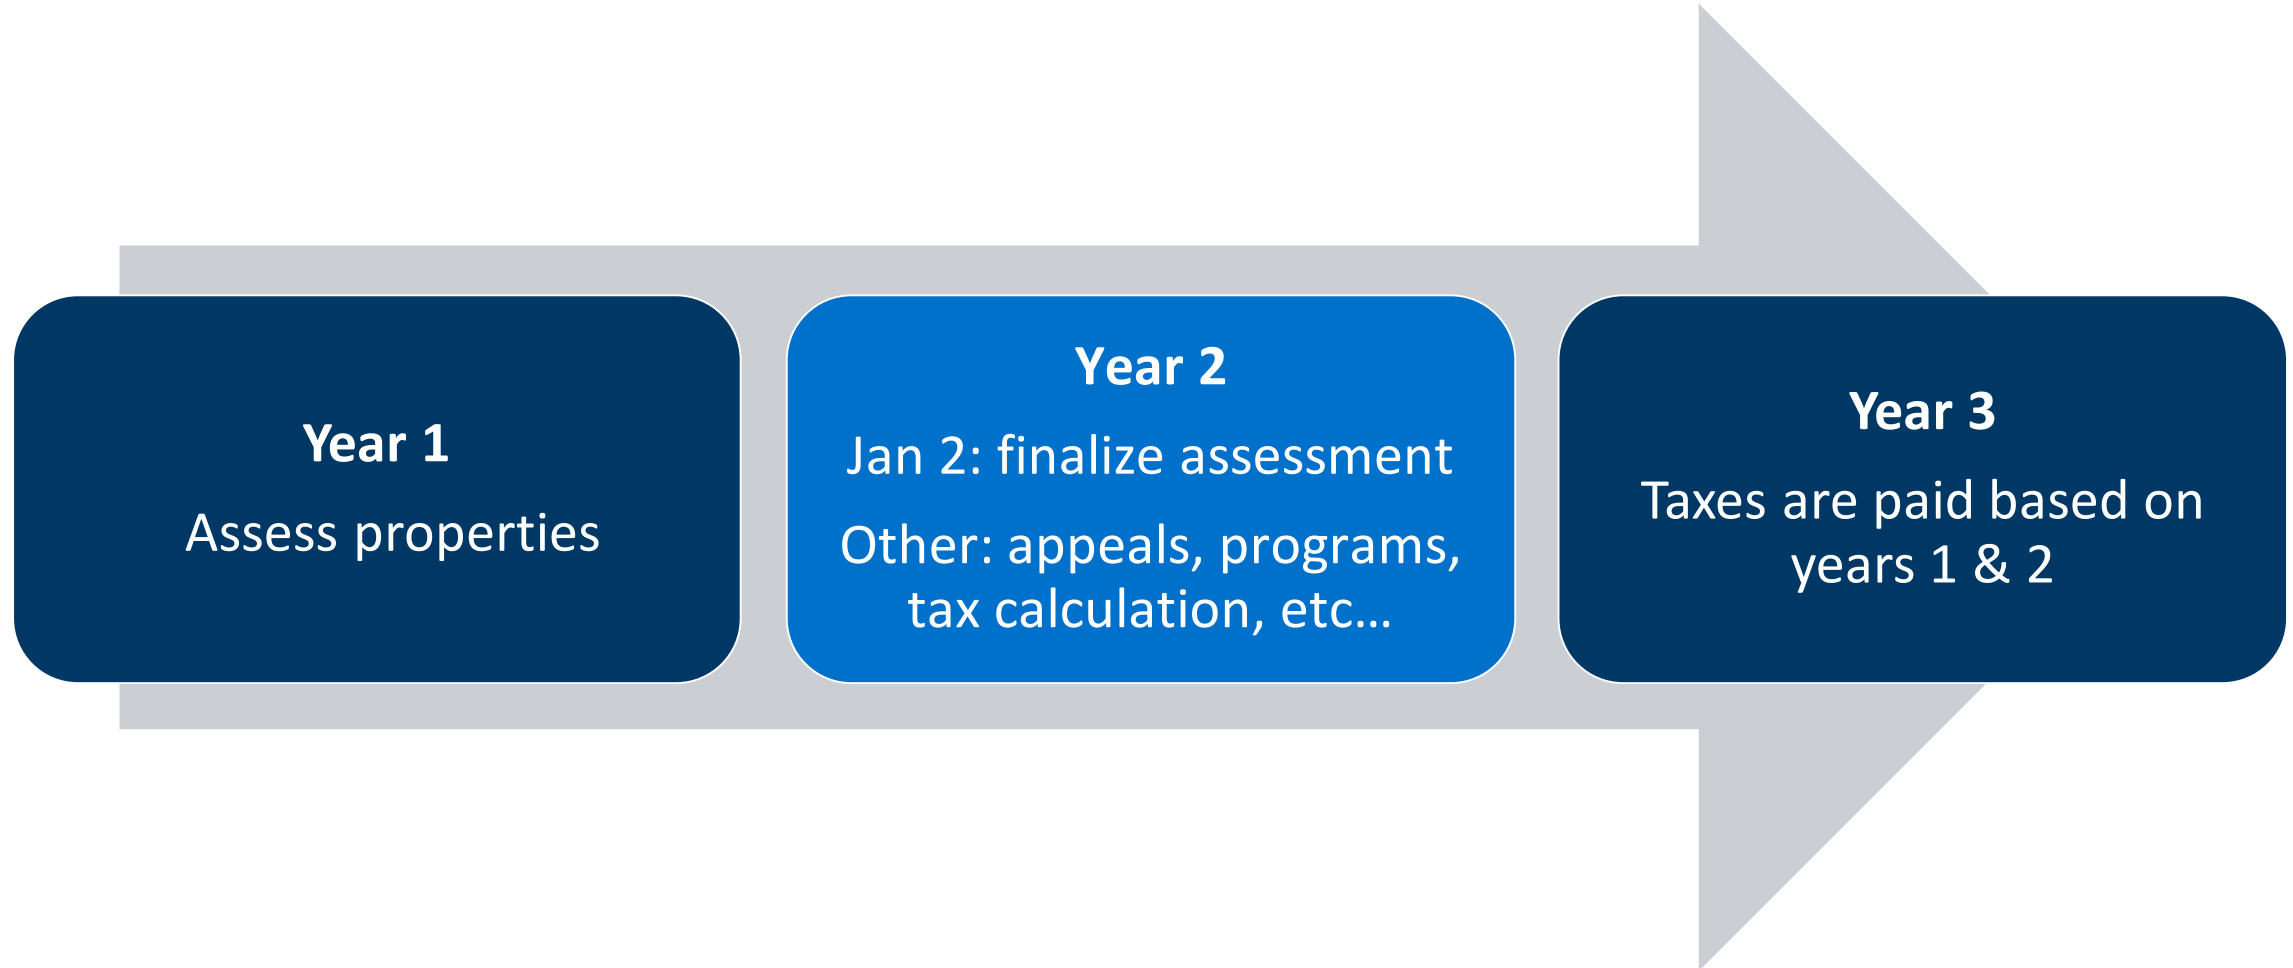 Year 1
Assess properties
Year 2
Jan 2: finalize assessment
Other: appeals, programs,
tax calculation, etc...
Year 3
Taxes are paid based on
years 1 & 2